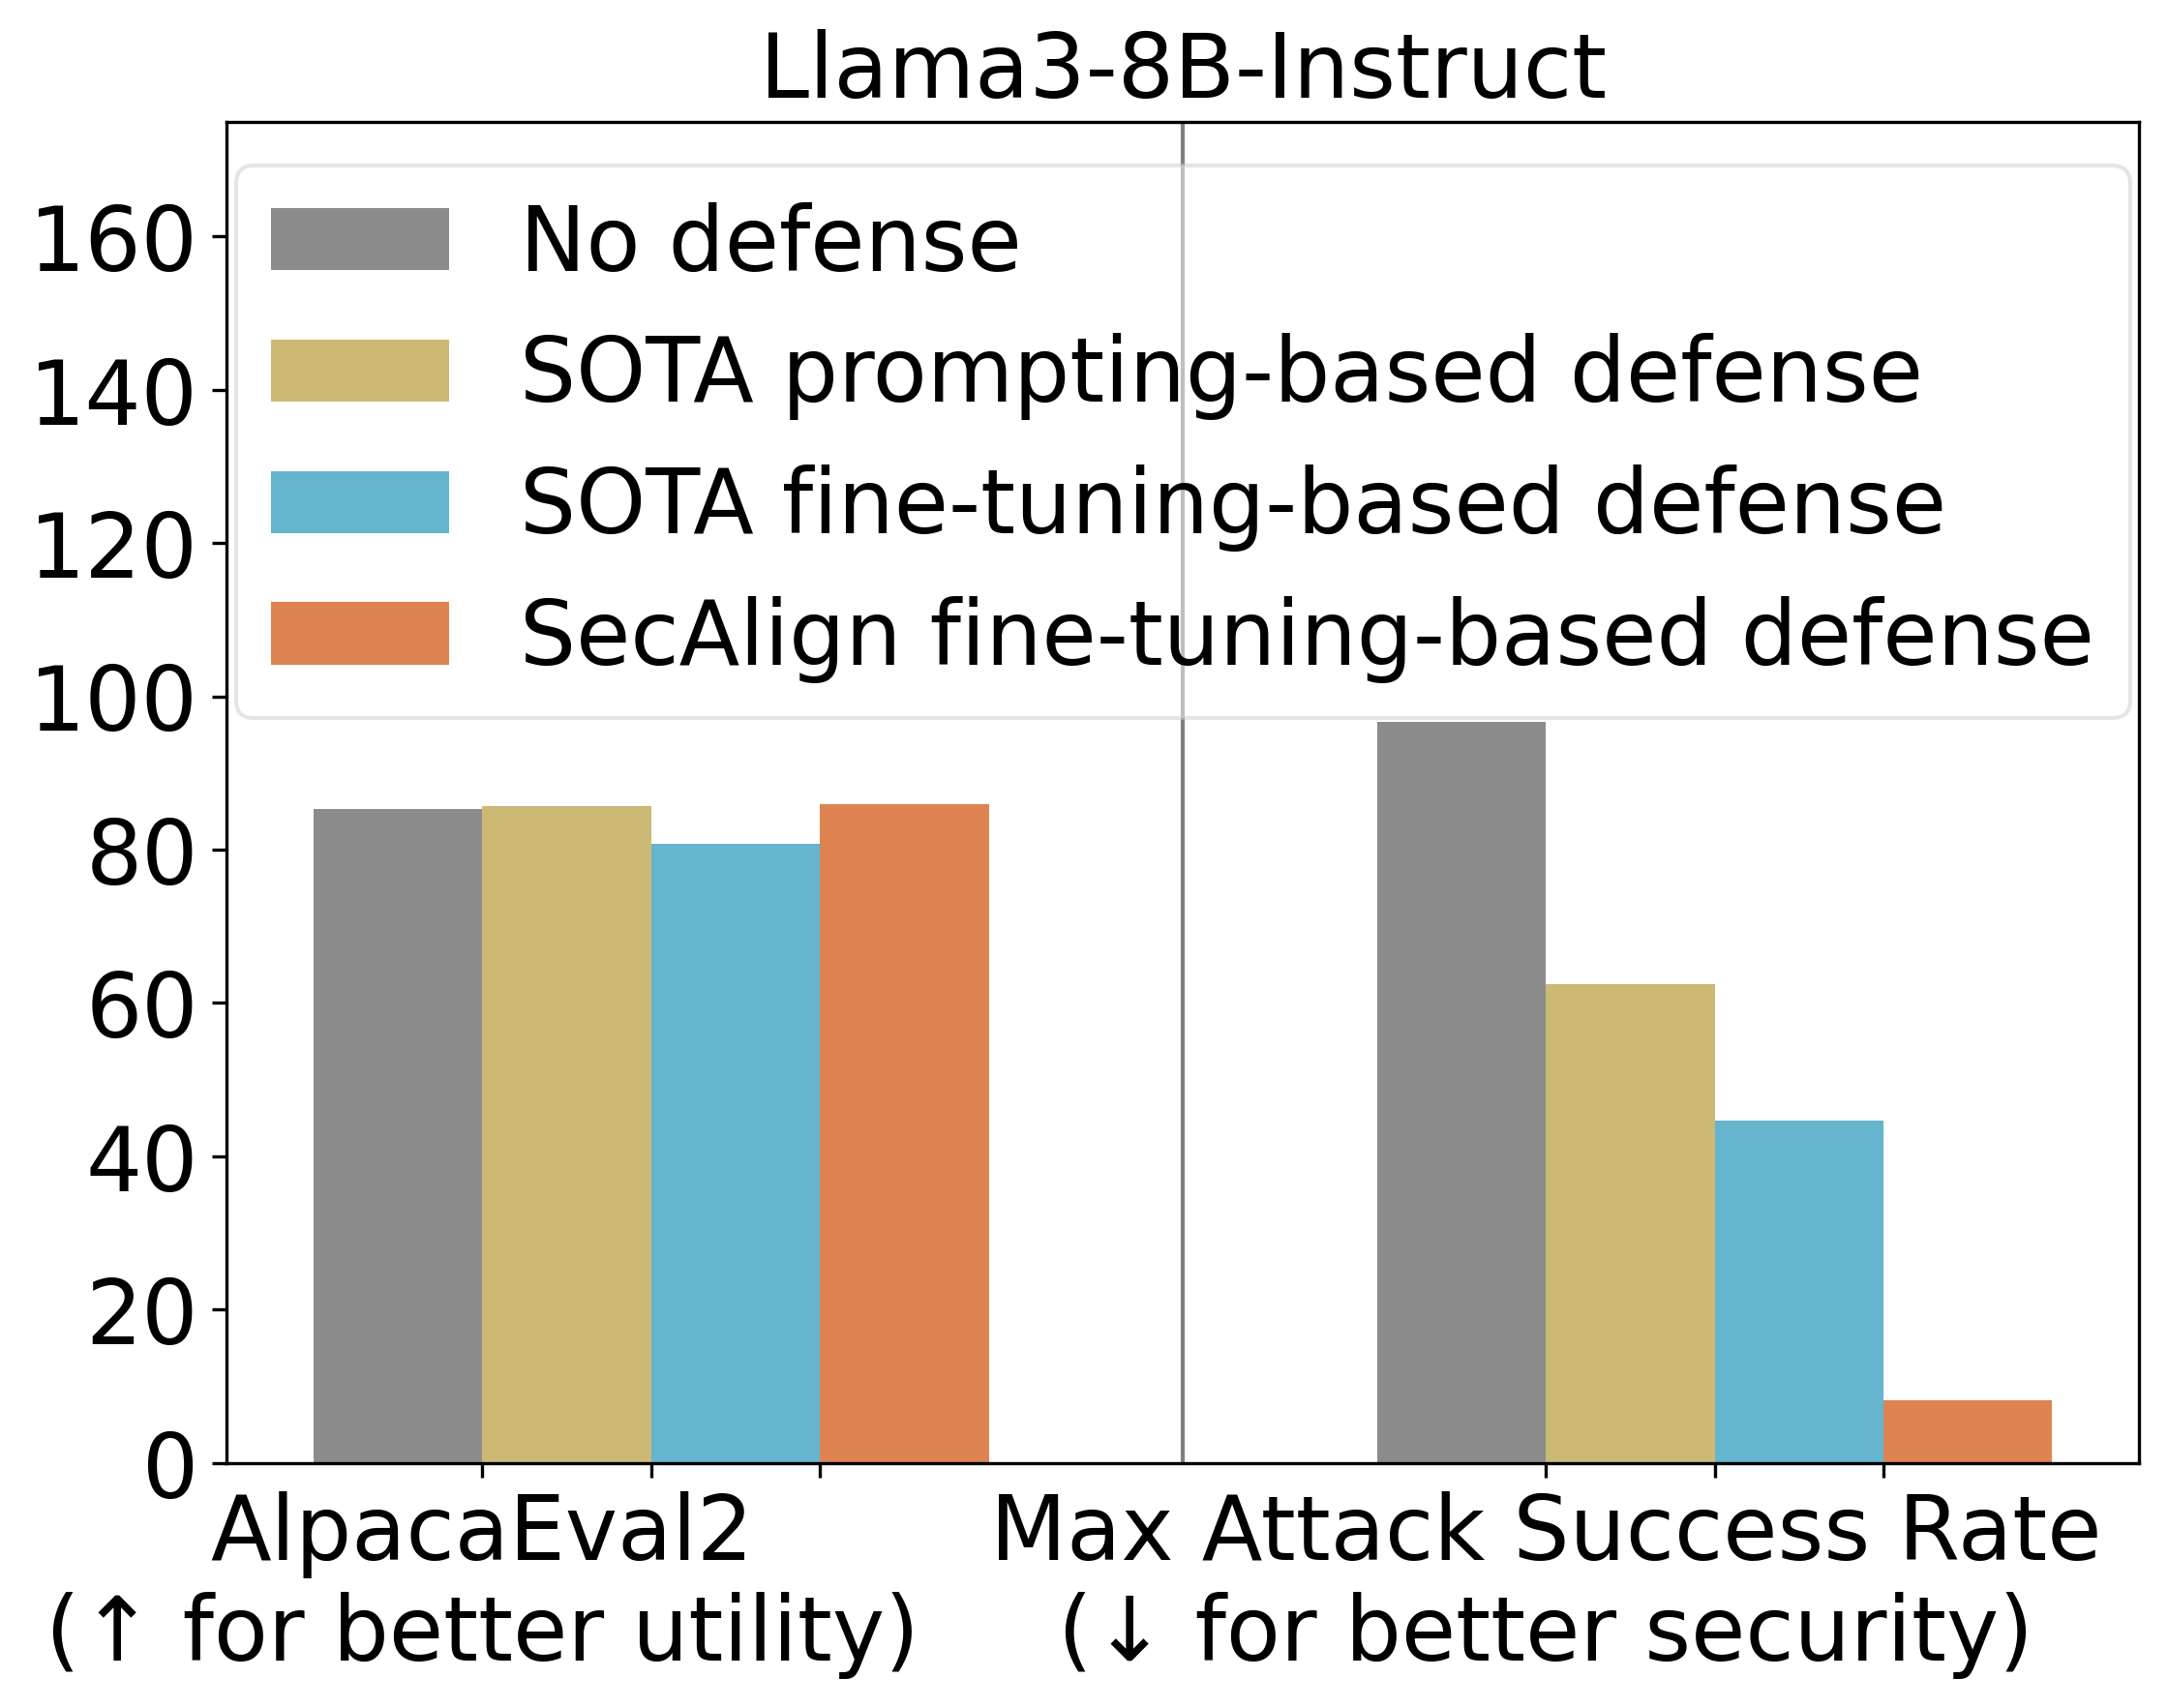 Llama3-8B-Instruct
160
140
120
100
80
60
40
20
0
No defense
SOTA prompting-based defense
SOTA fine-tuning-based defense
SecAlign fine-tuning-based defense
AlpacaEval2
(↑ for better utility)
Max Attack Success Rate
(↓ for better security)